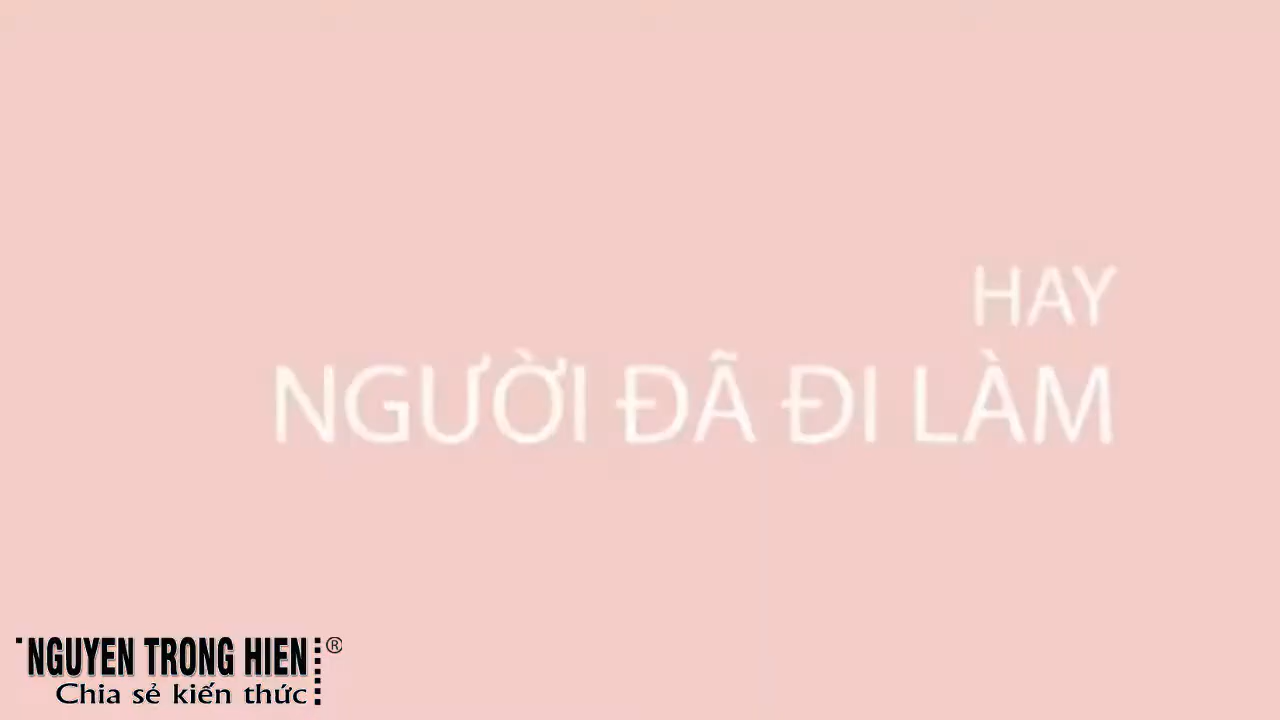 HAY
NGƯỜI ĐÃ ĐI LÀM
NGUYEN TRONG HIEN ®
Chia sẻ kiến thức